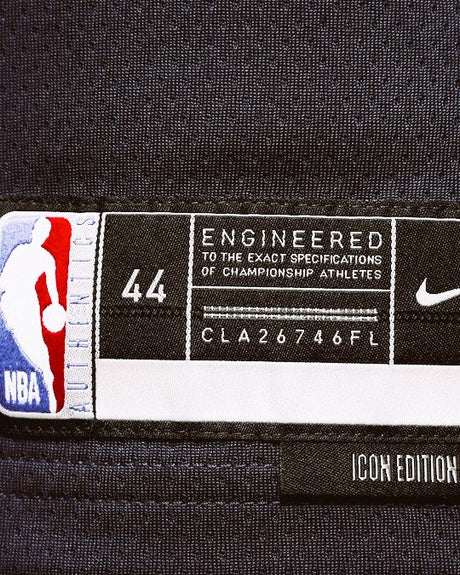 NBA
AUTHENTICS
44
ENGINEERED
TO THE EXACT SPECIFICATIONS
OF CHAMPIONSHIP ATHLETES
CLA26746FL
ICON EDITION